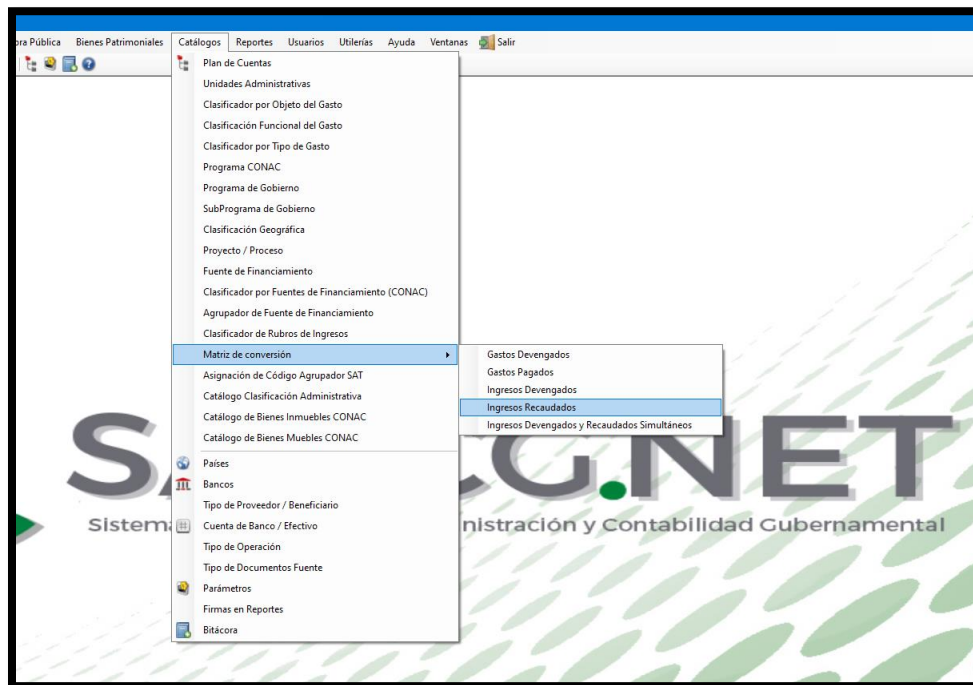 ora Pública Bienes Patrimoniales Catálogos Reportes Usuarios Utilerías Ayuda Ventanas Salir
Plan de Cuentas
Unidades Administrativas
Clasificador por Objeto del Gasto
Clasificación Funcional del Gasto
Clasificador por Tipo de Gasto
Programa CONAC
Programa de Gobierno
SubPrograma de Gobierno
Clasificación Geográfica
Proyecto / Proceso
Fuente de Financiamiento
Clasificador por Fuentes de Financiamiento (CONAC)
Agrupador de Fuente de Financiamiento
Clasificador de Rubros de Ingresos
Matriz de conversión
Asignación de Código Agrupador SAT
Catálogo Clasificación Administrativa
Catálogo de Bienes Inmuebles CONAC
Catálogo de Bienes Muebles CONAC
Países
Bancos
Tipo de Proveedor / Beneficiario
Cuenta de Banco / Efectivo
Tipo de Operación
Tipo de Documentos Fuente
Parámetros
Firmas en Reportes
Bitácora
Gastos Devengados
Gastos Pagados
Ingresos Devengados
Ingresos Recaudados
Ingresos Devengados y Recaudados Simultáneos
S G.NET
Sistem nistración y Contabilidad Gubernamental